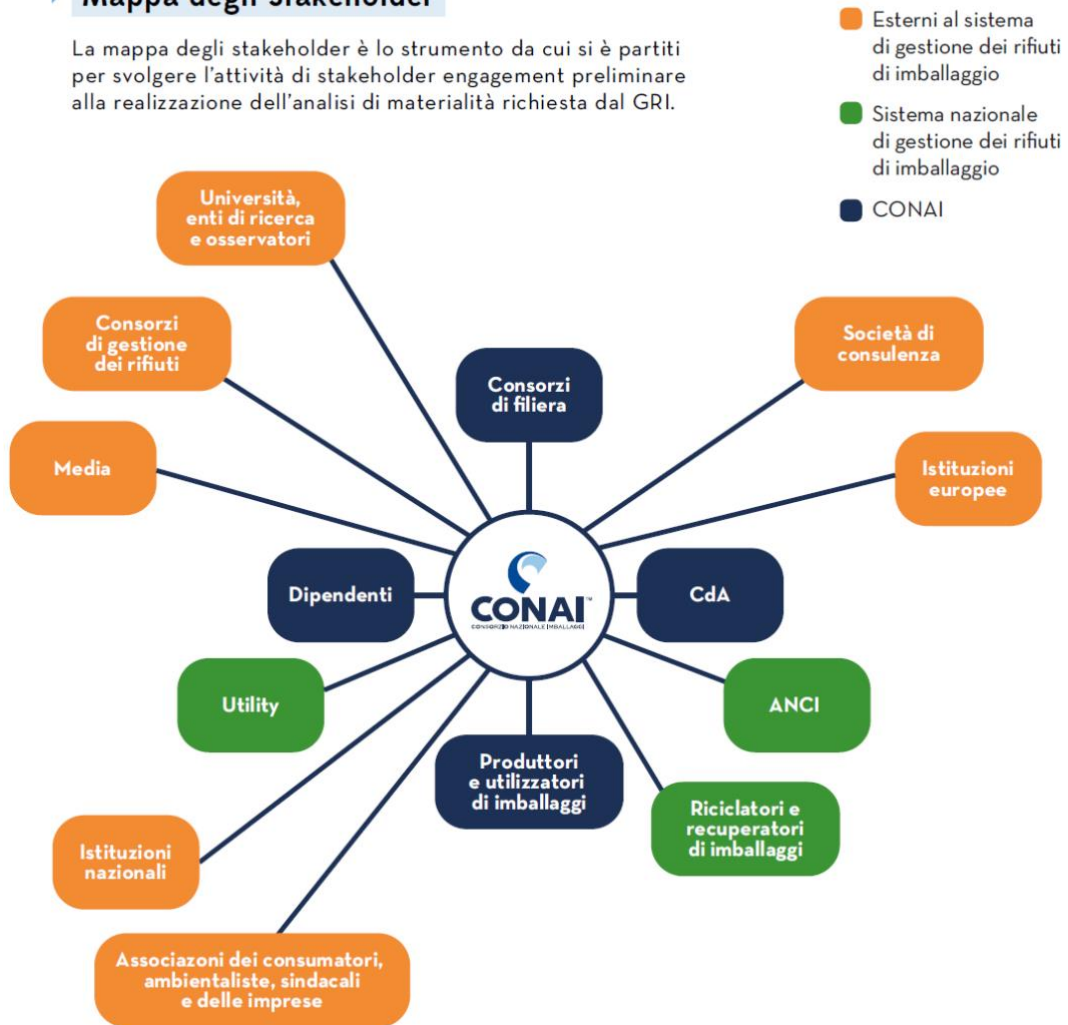 Mappa degli stakeholder
La mappa degli stakeholder è lo strumento da cui si è partiti
per svolgere l'attività di stakeholder engagement preliminare
alla realizzazione dell'analisi di materialità richiesta dal GRI.
Esterni al sistema
di gestione dei rifiuti
di imballaggio
Sistema nazionale
di gestione dei rifiuti
di imballaggio
CONAI
Università,
enti di ricerca
e osservatori
Consorzi
di gestione
dei rifiuti
Società di
consulenza
Consorzi
di filiera
Media
Istituzioni
europee
Dipendenti
CONAI™
CONSORZIO NAZIONALE IMBALLAGGI
CdA
Utility
ANCI
Produttori
e utilizzatori
di imballaggi
Riciclatori e
recuperatori
di imballaggi
Istituzioni
nazionali
Associazoni dei consumatori,
ambientaliste, sindacali
e delle imprese